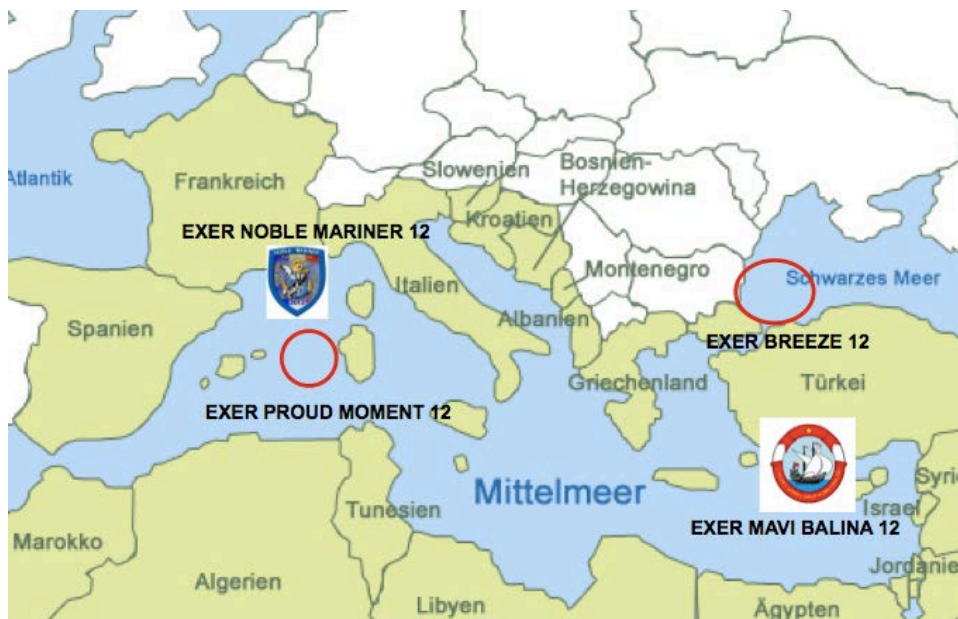 Atlantik
Frankreich
Slowenien
Bosnien-
Herzegowina
Kroatien
EXER NOBLE MARINER 12
NOBLE MARINER
Montenegro
Schwarzes Meer
Italien
Spanien
Albanien
EXER BREEZE 12
Griechenland
Türkei
EXER PROUD MOMENT 12
Mittelmeer
Syrie
Israel
Tunesien
EXER MAVI BALINA 12
Marokko
Jordanie
Algerien
Libyen
Ägypten